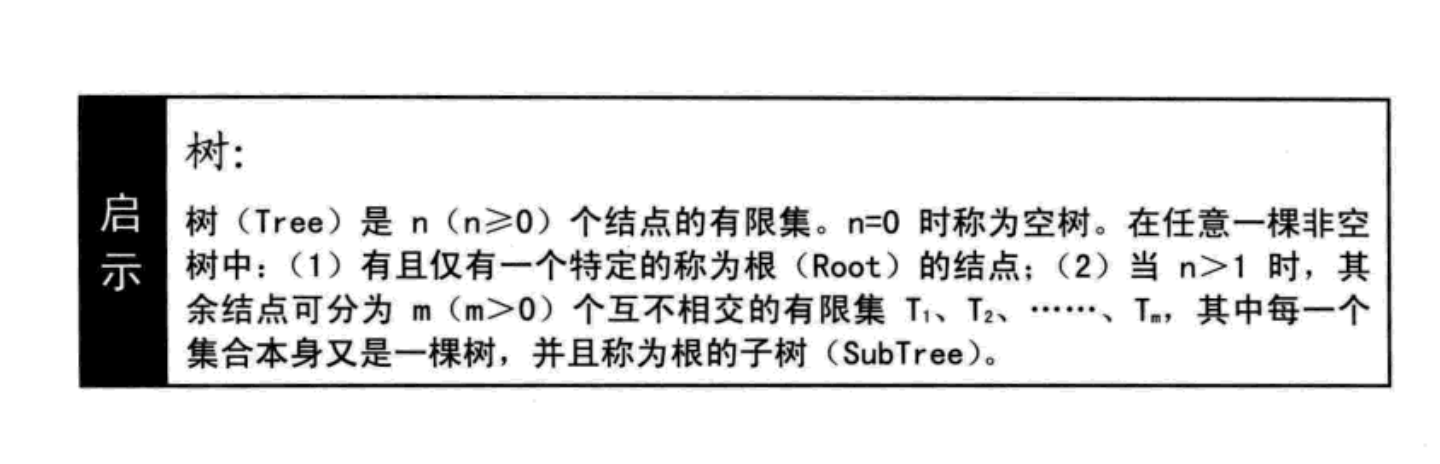 启示
树：
树（Tree）是 n（n≥0）个结点的有限集。n=0 时称为空树。在任意一棵非空
树中：（1）有且仅有一个特定的称为根（Root）的结点；（2）当 n＞1 时，其
余结点可分为 m（m＞0）个互不相交的有限集 T₁、T₂、……、Tₘ，其中每一个
集合本身又是一棵树，并且称为根的子树（SubTree）。